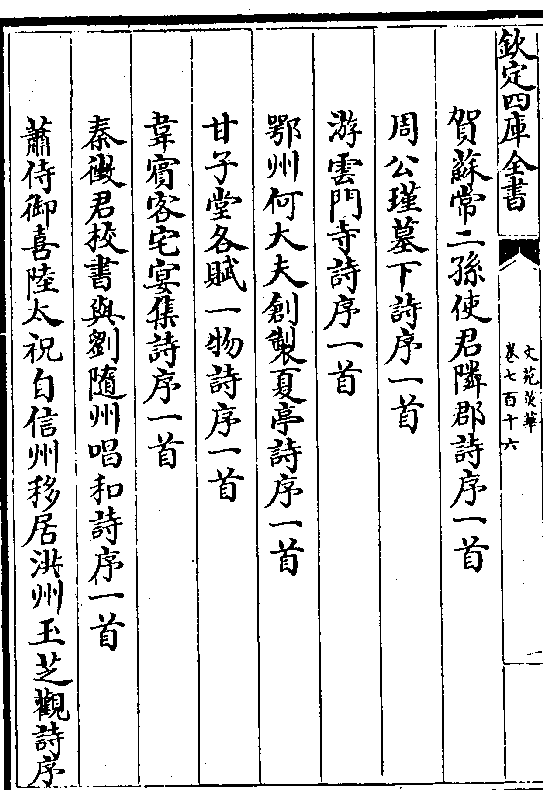 欽定四庫全書
文苑英華
卷七百十六
賀蘇常二孫使君隣郡詩序一首
周公瑾墓下詩序一首
游雲門寺詩序一首
鄂州何大夫創製夏亭詩序一首
甘子堂各賦一物詩序一首
韋賓客宅宴集詩序一首
秦徵君挍書與劉隨州唱和詩序一首
蕭侍御喜陸太祝自信州移居洪州玉芝觀詩序